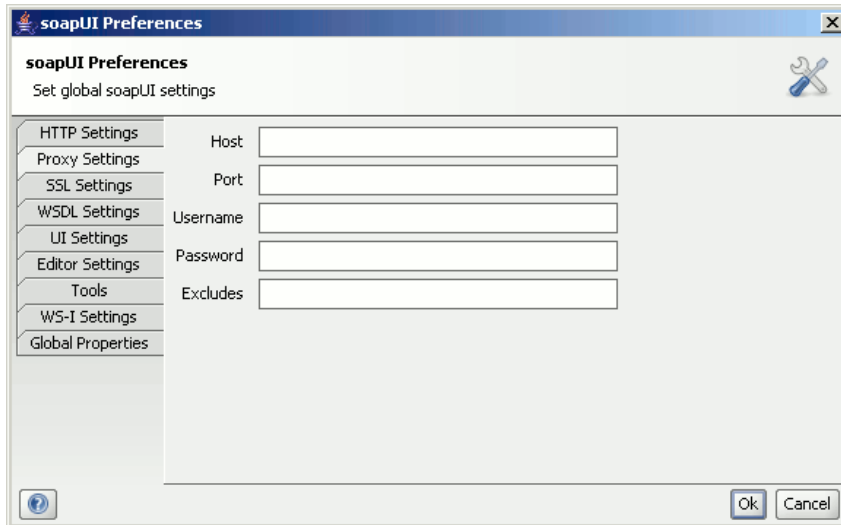 soapUI Preferences
soapUI Preferences
Set global soapUI settings
HTTP Settings
Proxy Settings
SSL Settings
WSDL Settings
UI Settings
Editor Settings
Tools
WS-I Settings
Global Properties
Host
Port
Username
Password
Excludes
Ok
Cancel